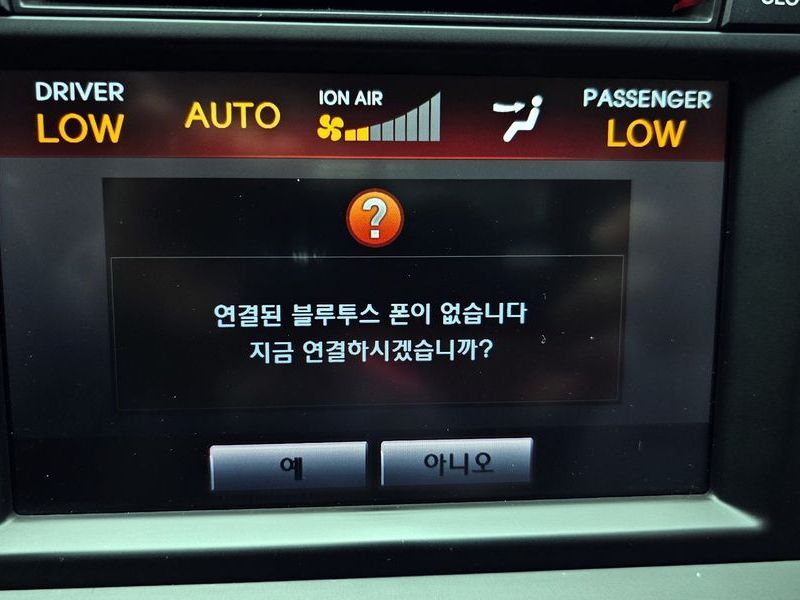 DRIVER
LOW
AUTO
ION AIR
PASSENGER
LOW
연결된 블루투스 폰이 없습니다
지금 연결하시겠습니까?
예
아니오